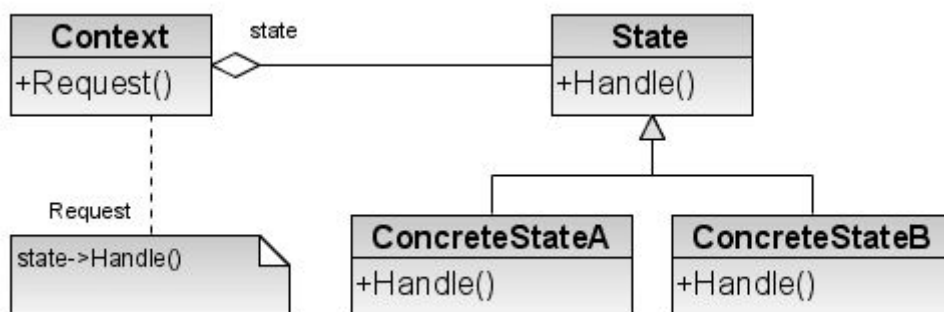 Context
+Request()
state
State
+Handle()
Request
state->Handle()
ConcreteStateA
+Handle()
ConcreteStateB
+Handle()